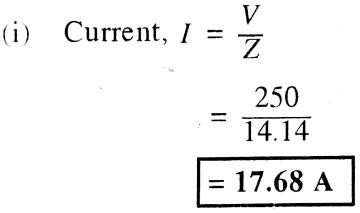 (i) Current, I = V/Z
= 250/14.14
= 17.68 A